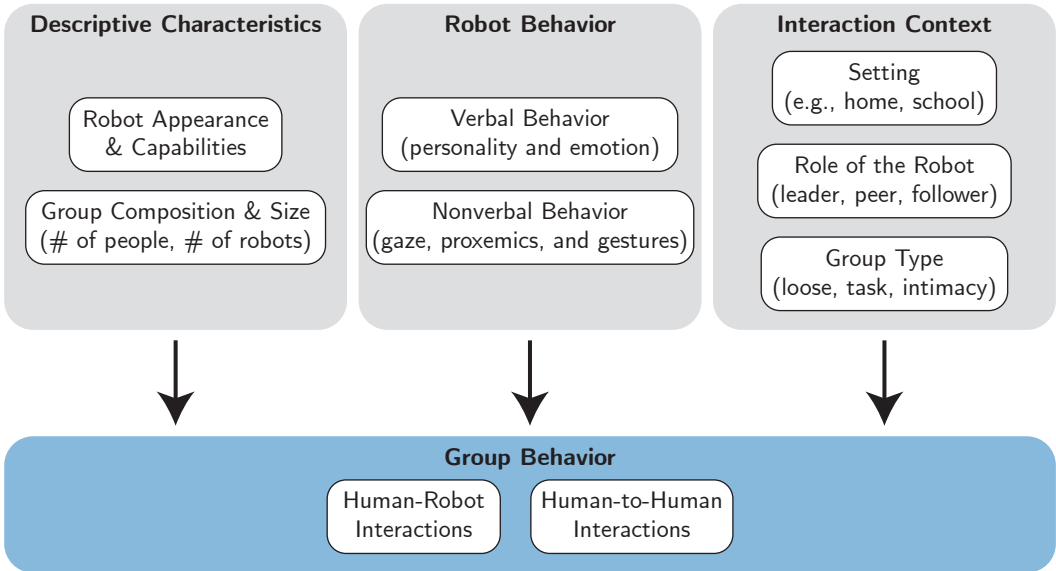 Descriptive Characteristics
Robot Appearance
& Capabilities
Group Composition & Size
(# of people, # of robots)
Robot Behavior
Verbal Behavior
(personality and emotion)
Nonverbal Behavior
(gaze, proxemics, and gestures)
Interaction Context
Setting
(e.g., home, school)
Role of the Robot
(leader, peer, follower)
Group Type
(loose, task, intimacy)
Group Behavior
Human-Robot
Interactions
Human-to-Human
Interactions